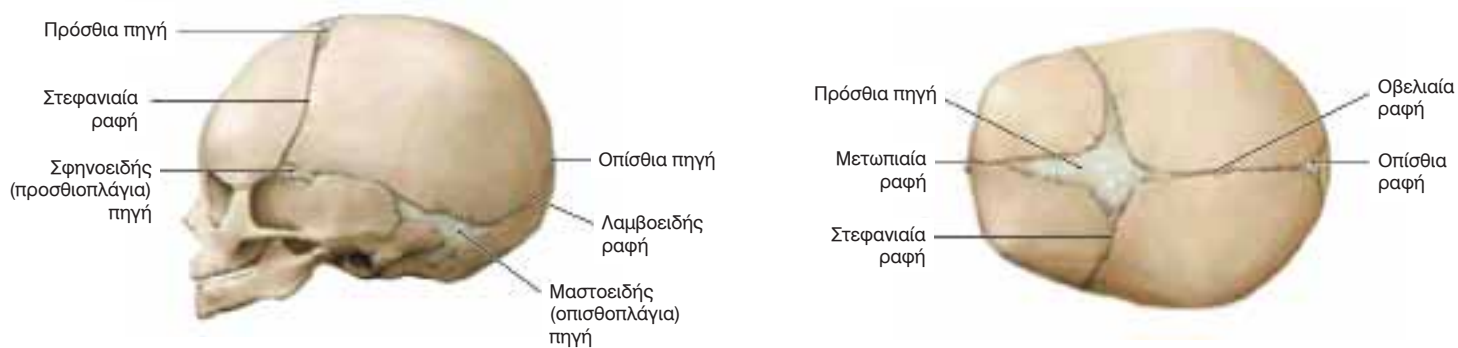 Πρόσθια πηγή
Στεφανιαία
ραφή
Σφηνοειδής
(προσθιοπλάγια)
πηγή
Οπίσθια πηγή
Λαμβοειδής
ραφή
Μαστοειδής
(οπισθοπλάγια)
πηγή
Πρόσθια πηγή
Μετωπιαία
ραφή
Στεφανιαία
ραφή
Οβελιαία
ραφή
Οπίσθια
ραφή